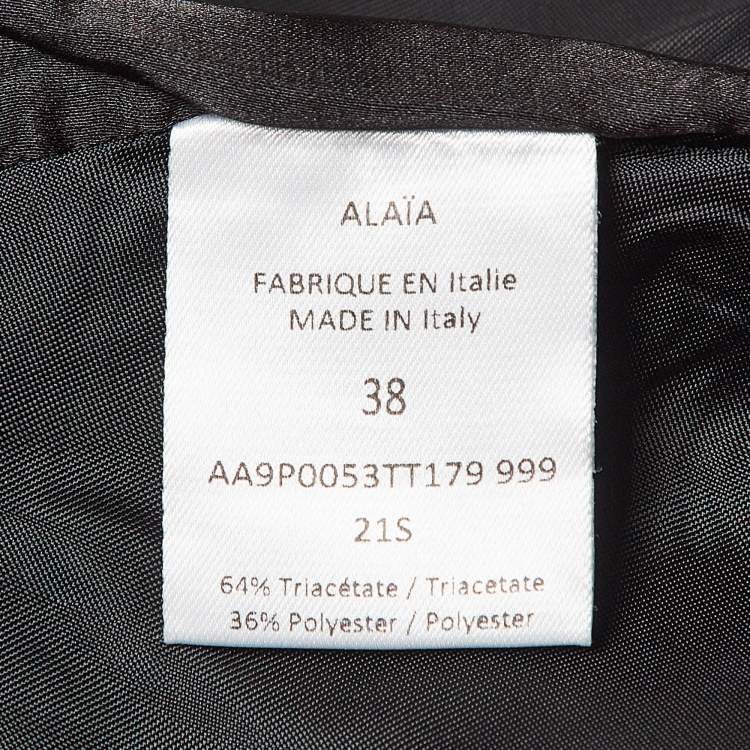 ALAÏA
FABRIQUE EN Italie
MADE IN Italy
38
AA9P0053TT179 999
21S
64% Triacétate / Triacetate
36% Polyester / Polyester